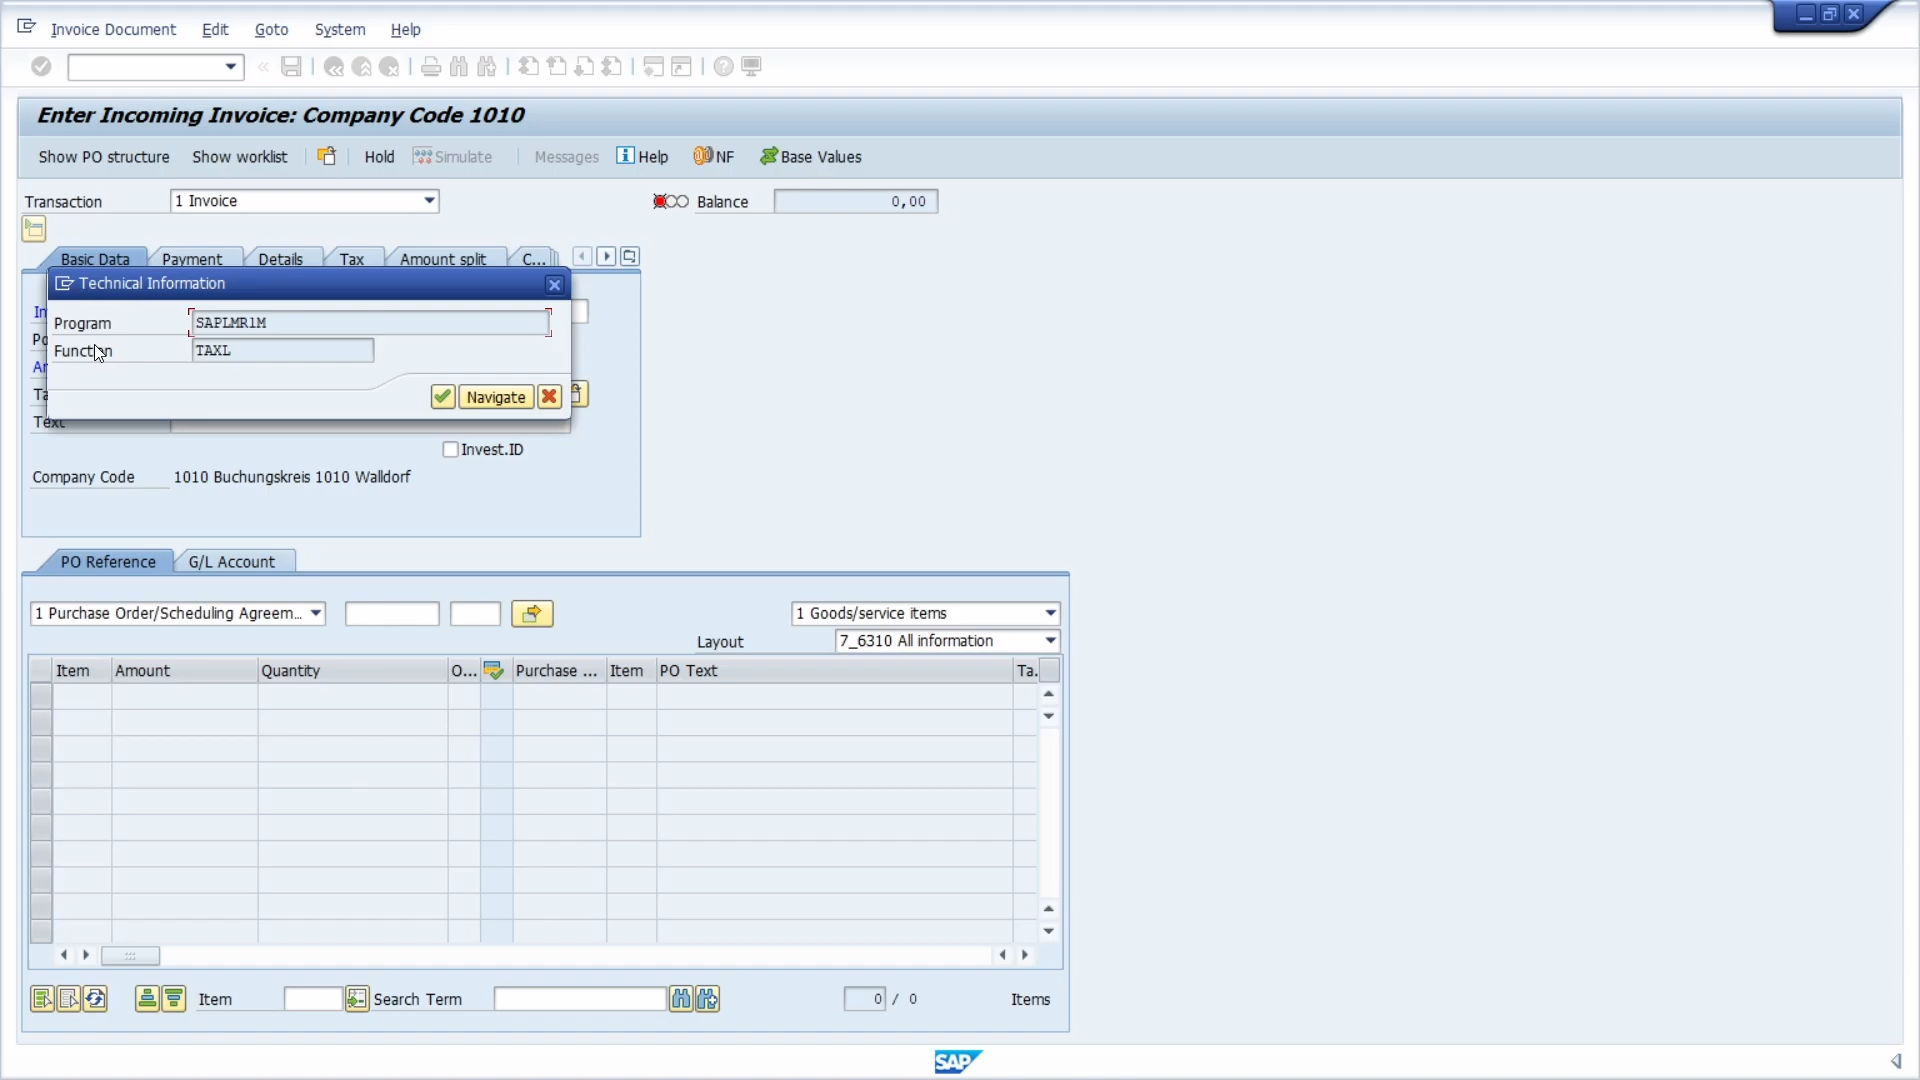 Invoice Document Edit Goto System Help
Enter Incoming Invoice: Company Code 1010
Show PO structure Show worklist Hold Simulate Messages Help NF Base Values
Transaction 1 Invoice Balance 0,00
Basic Data Payment Details Tax Amount split C...
Technical Information
Program SAPLMR1M
Function TAXL
Navigate
Text
Invest.ID
Company Code 1010 Buchungskreis 1010 Walldorf
PO Reference G/L Account
1 Purchase Order/Scheduling Agreem... 1 Goods/service items
Layout 7_6310 All information
Item Amount Quantity O... Purchase ... Item PO Text Ta.
Item Search Term 0 / 0 Items
SAP